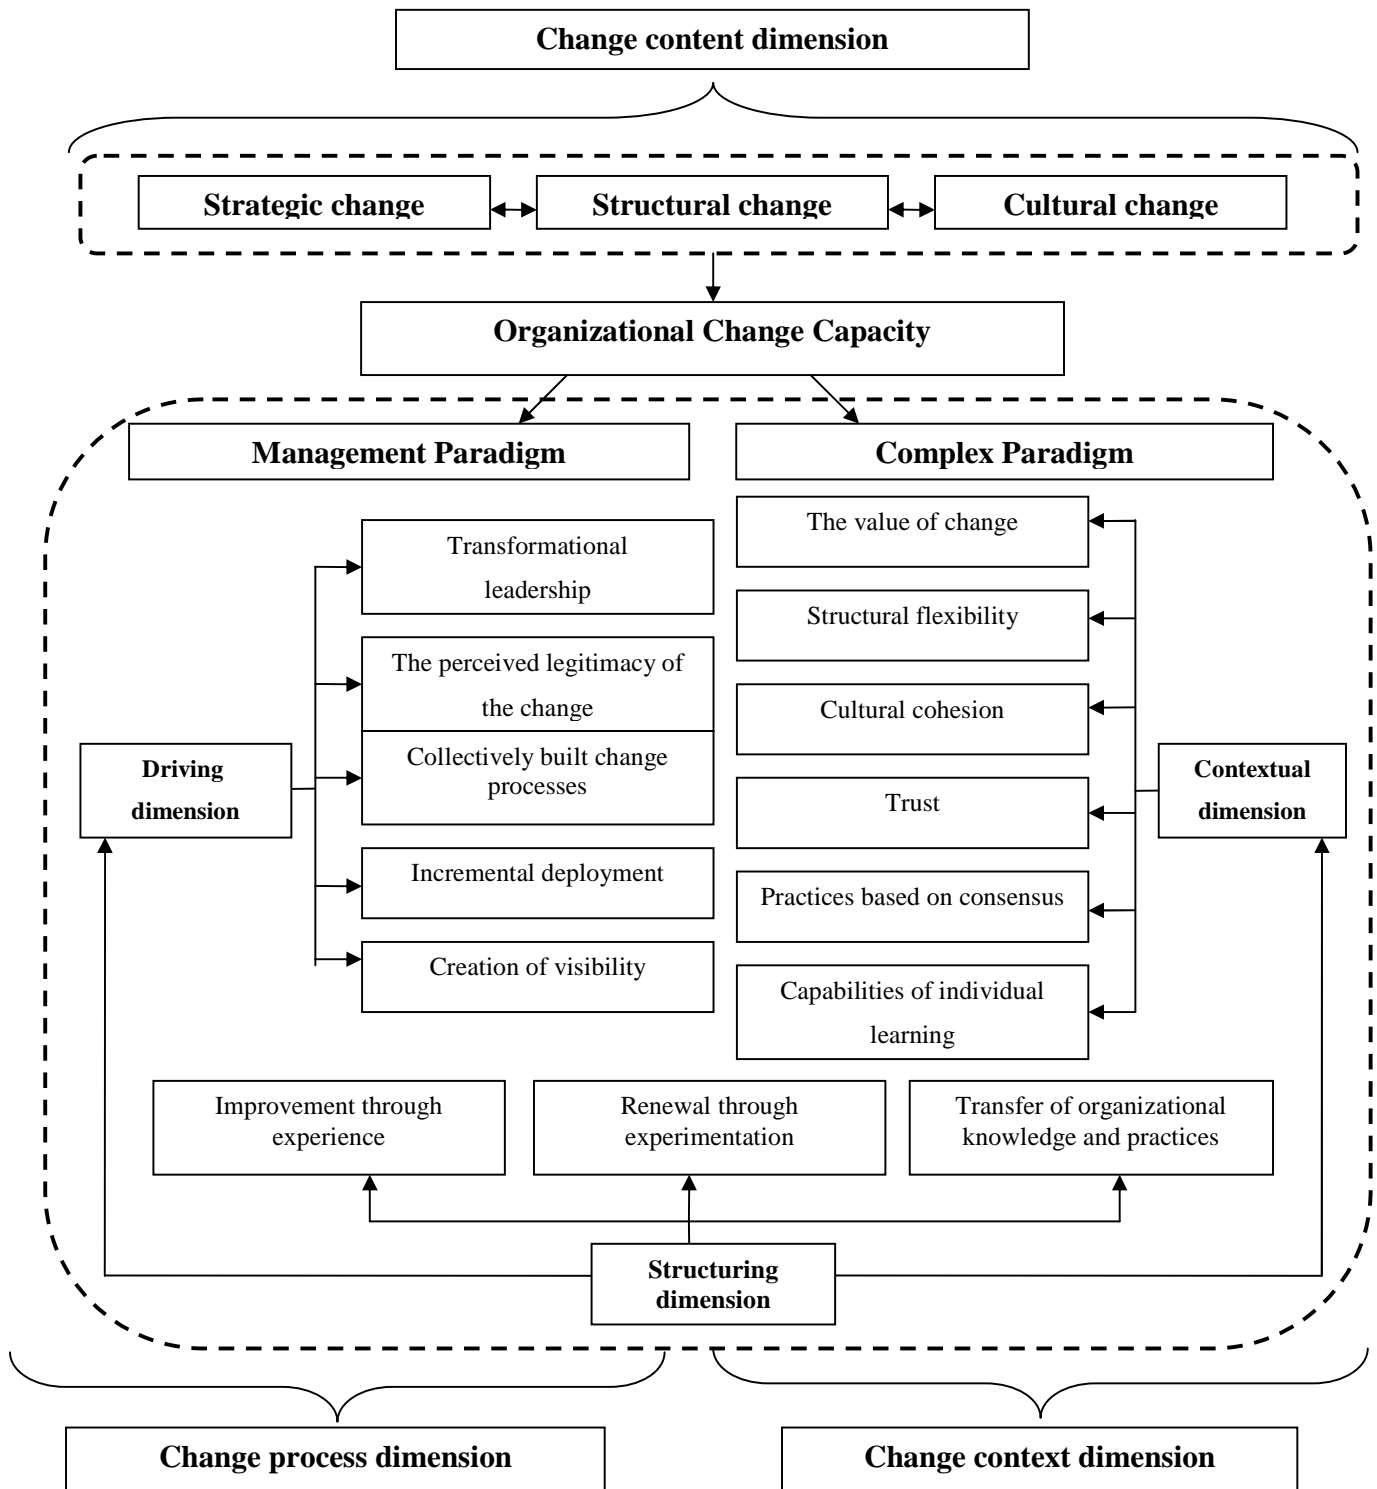 Change content dimension
Strategic change
Structural change
Cultural change
Organizational Change Capacity
Management Paradigm
Complex Paradigm
Transformational
leadership
The perceived legitimacy of
the change
Collectively built change
processes
Incremental deployment
Creation of visibility
Driving
dimension
The value of change
Structural flexibility
Cultural cohesion
Trust
Practices based on consensus
Capabilities of individual
learning
Contextual
dimension
Improvement through
experience
Renewal through
experimentation
Transfer of organizational
knowledge and practices
Structuring
dimension
Change process dimension
Change context dimension